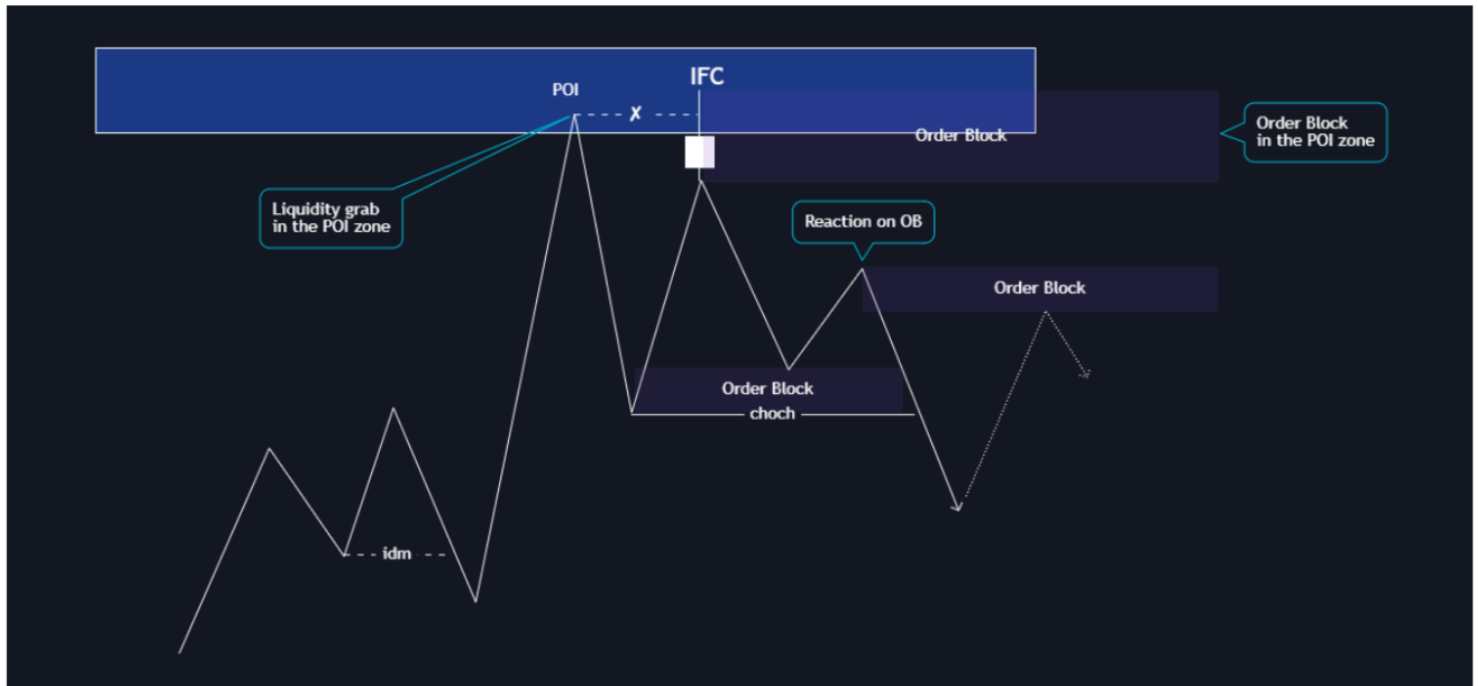 IFC
POI
x
Order Block
Order Block
in the POI zone
Liquidity grab
in the POI zone
Reaction on OB
Order Block
Order Block
choch
idm